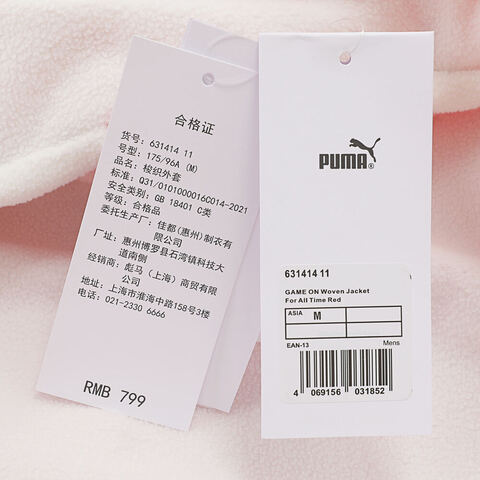 合格证
货号: 631414 11
号型: 175/96A (M)
品名: 梭织外套
标准: Q31/0101000016C014-2021
安全类别: GB 18401 C类
等级: 合格品
委托生产厂: 佳都(惠州)制衣有
限公司
厂址: 惠州博罗县石湾镇科技大
道南侧
经销商: 彪马(上海)商贸有限
公司
地址: 上海市淮海中路158号3楼
电话: 021-2330 6666
RMB 799
PUMA®
631414 11
GAME ON Woven Jacket
For All Time Red
ASIA M
EAN-13 Mens
4 069156 031852